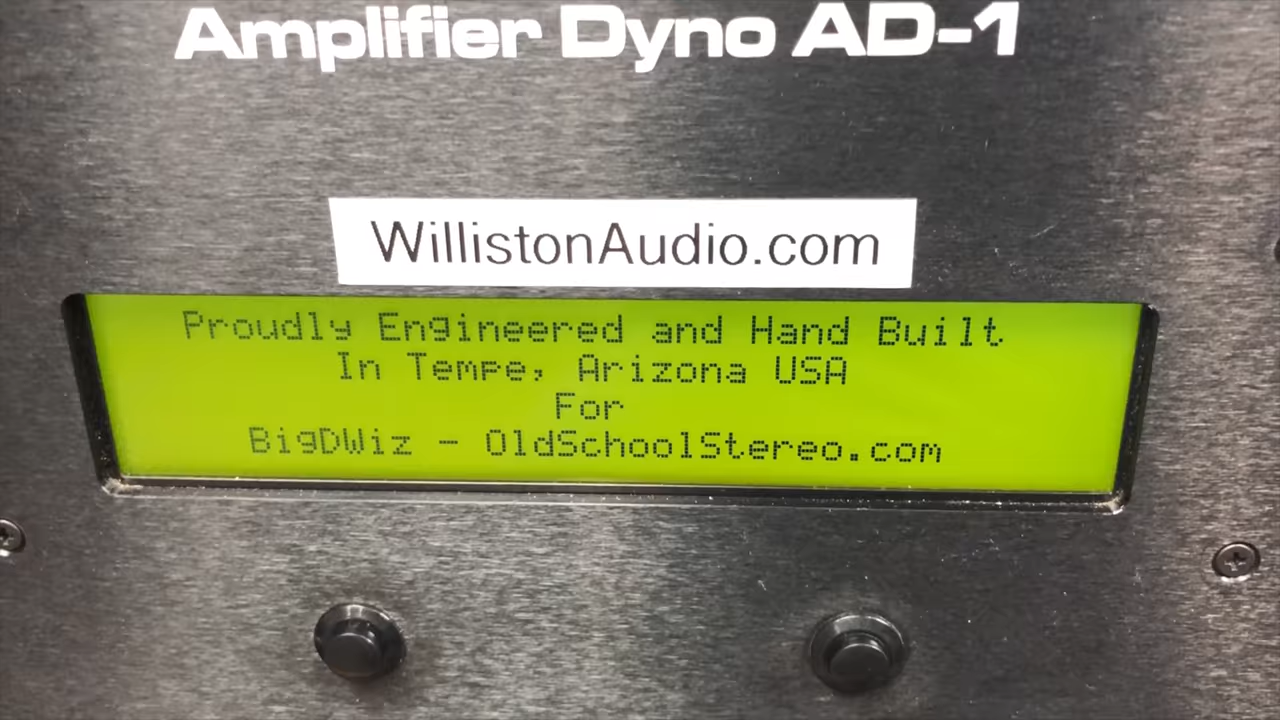 Amplifier Dyno AD-1
WillistonAudio.com
Proudly Engineered and Hand Built
In Tempe, Arizona USA
For
BigDWiz - OldSchoolStereo.com